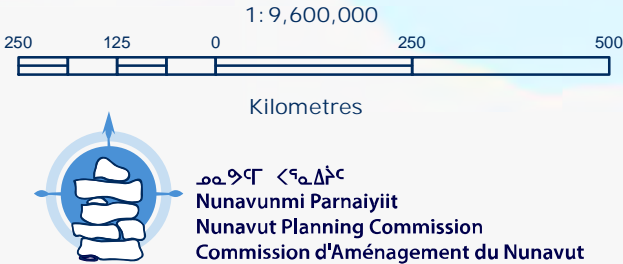 1:9,600,000
250 125 0 250 500
Kilometres
ᓄᓇᕗᑦᒥ ᐸᕐᓇᐃᔩᑦ
Nunavunmi Parnaiyiit
Nunavut Planning Commission
Commission d'Aménagement du Nunavut